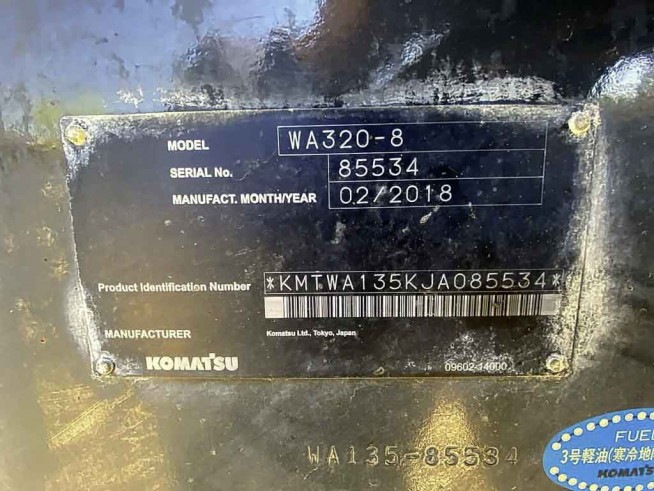 MODEL WA320-8
SERIAL No. 85534
MANUFACT. MONTH/YEAR 02/2018
Product Identification Number *KMTWA135KJA085534*
MANUFACTURER Komatsu Ltd., Tokyo, Japan
KOMATSU 09602-14000
WA135-85534
FUEL
3号軽油(寒冷地
KOMATSU